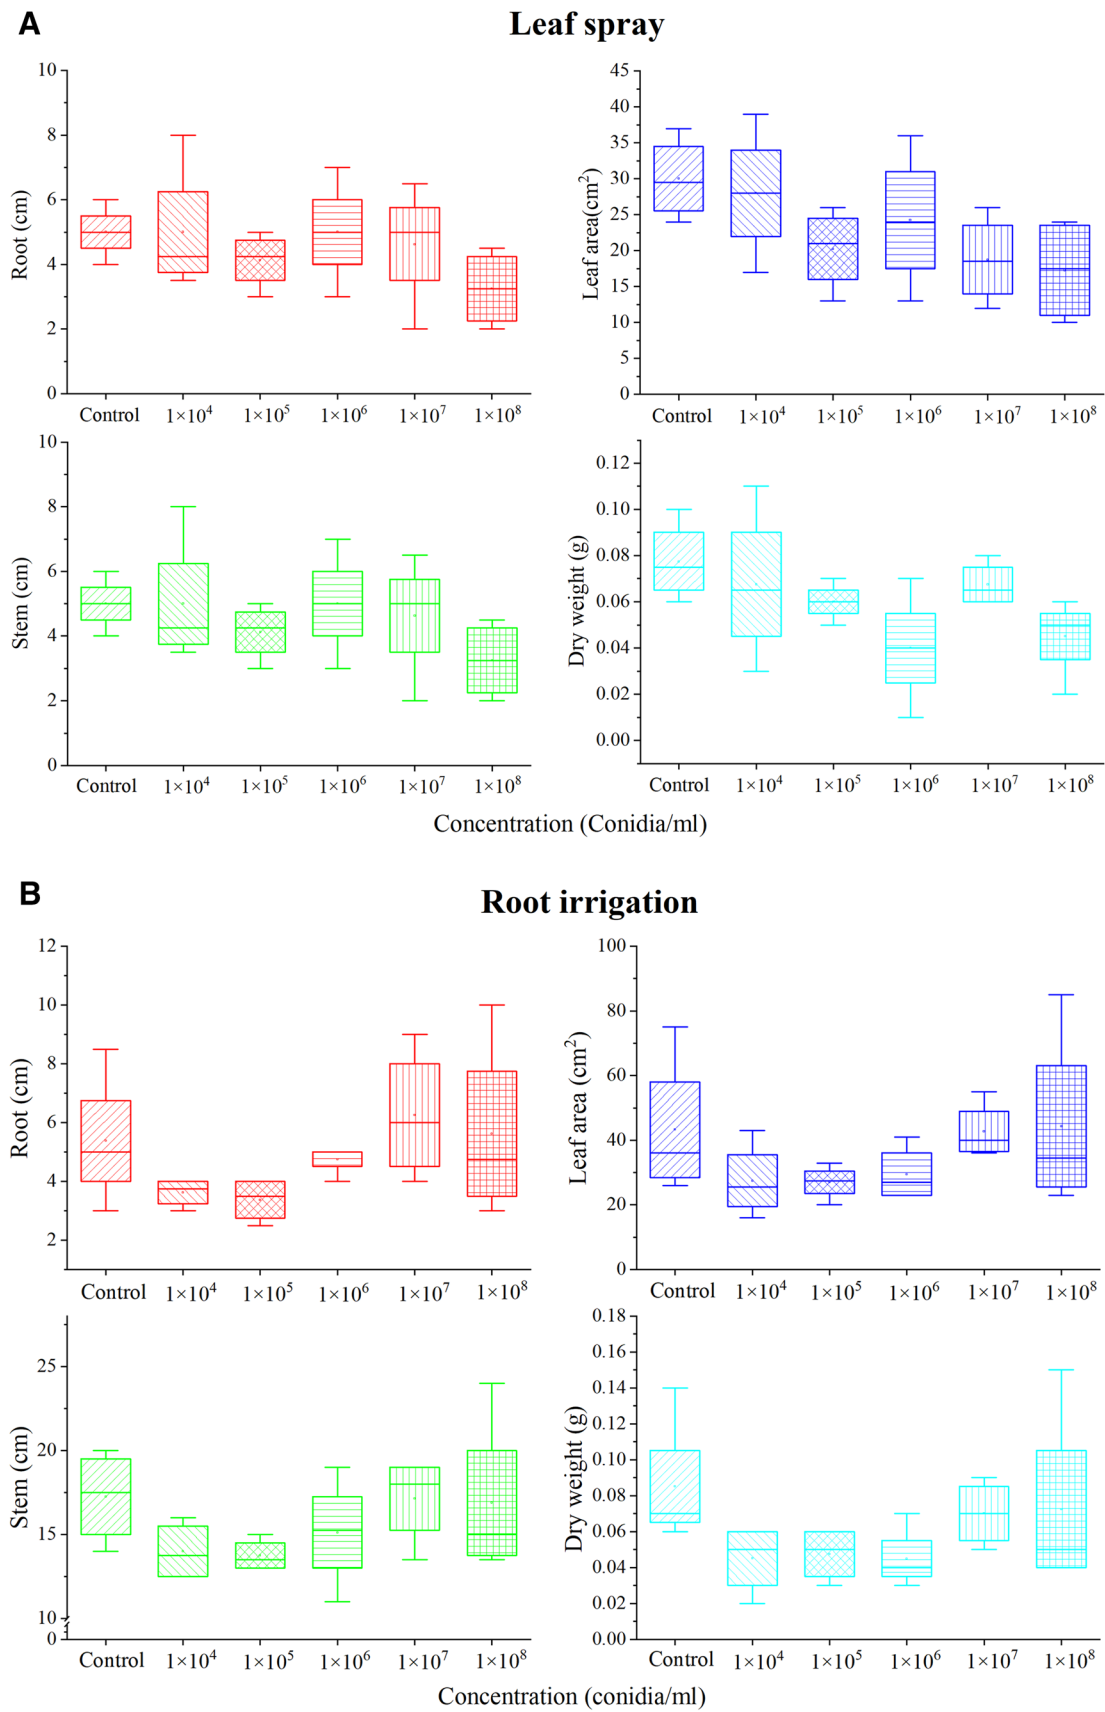 A
Leaf spray
Root (cm)
10
8
6
4
2
0
Control 1×10⁴ 1×10⁵ 1×10⁶ 1×10⁷ 1×10⁸
Leaf area(cm²)
45
40
35
30
25
20
15
10
5
0
Control 1×10⁴ 1×10⁵ 1×10⁶ 1×10⁷ 1×10⁸
Stem (cm)
10
8
6
4
2
0
Control 1×10⁴ 1×10⁵ 1×10⁶ 1×10⁷ 1×10⁸
Dry weight (g)
0.12
0.10
0.08
0.06
0.04
0.02
0.00
Control 1×10⁴ 1×10⁵ 1×10⁶ 1×10⁷ 1×10⁸
Concentration (Conidia/ml)
B
Root irrigation
Root (cm)
12
10
8
6
4
2
Control 1×10⁴ 1×10⁵ 1×10⁶ 1×10⁷ 1×10⁸
Leaf area (cm²)
100
80
60
40
20
0
Control 1×10⁴ 1×10⁵ 1×10⁶ 1×10⁷ 1×10⁸
Stem (cm)
25
20
15
10
0
Control 1×10⁴ 1×10⁵ 1×10⁶ 1×10⁷ 1×10⁸
Dry weight (g)
0.18
0.16
0.14
0.12
0.10
0.08
0.06
0.04
0.02
0.00
Control 1×10⁴ 1×10⁵ 1×10⁶ 1×10⁷ 1×10⁸
Concentration (conidia/ml)